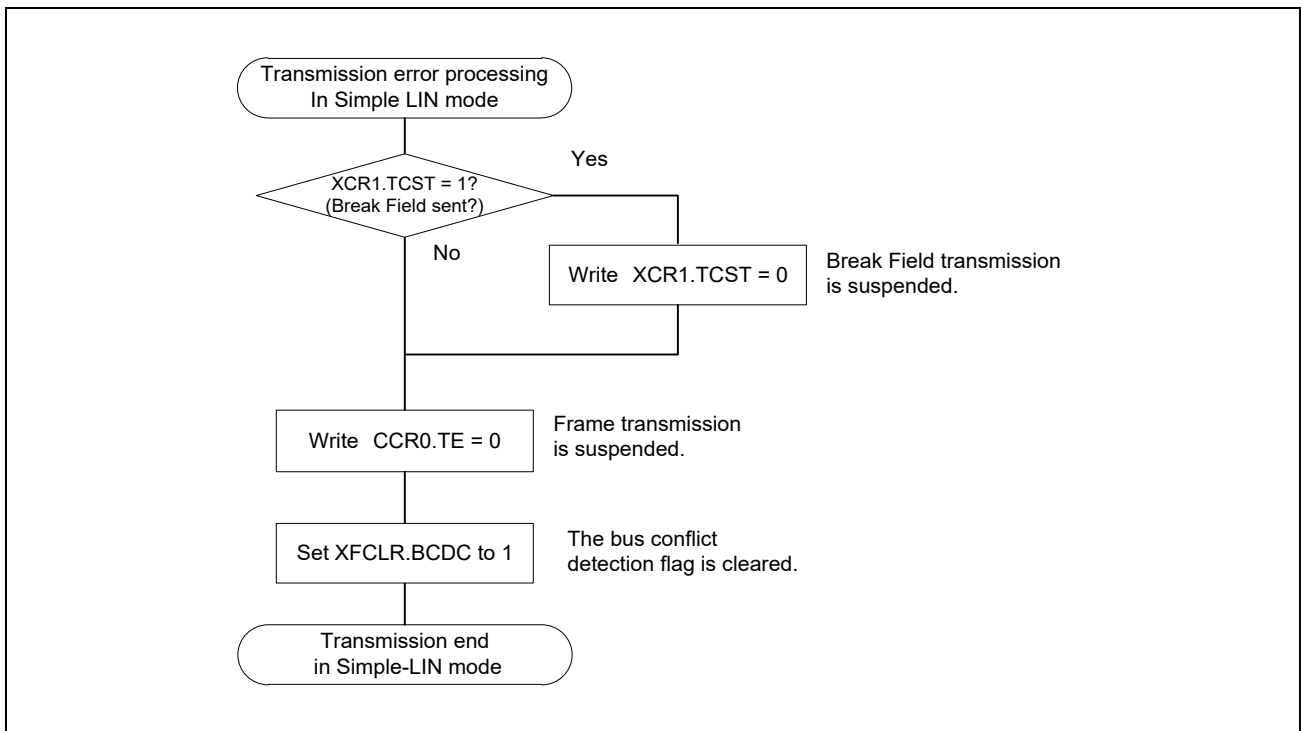 Transmission error processing
In Simple LIN mode
Yes
XCR1.TCST = 1?
(Break Field sent?)
No
Write XCR1.TCST = 0
Break Field transmission
is suspended.
Write CCR0.TE = 0
Frame transmission
is suspended.
Set XFCLR.BCDC to 1
The bus conflict
detection flag is cleared.
Transmission end
in Simple-LIN mode